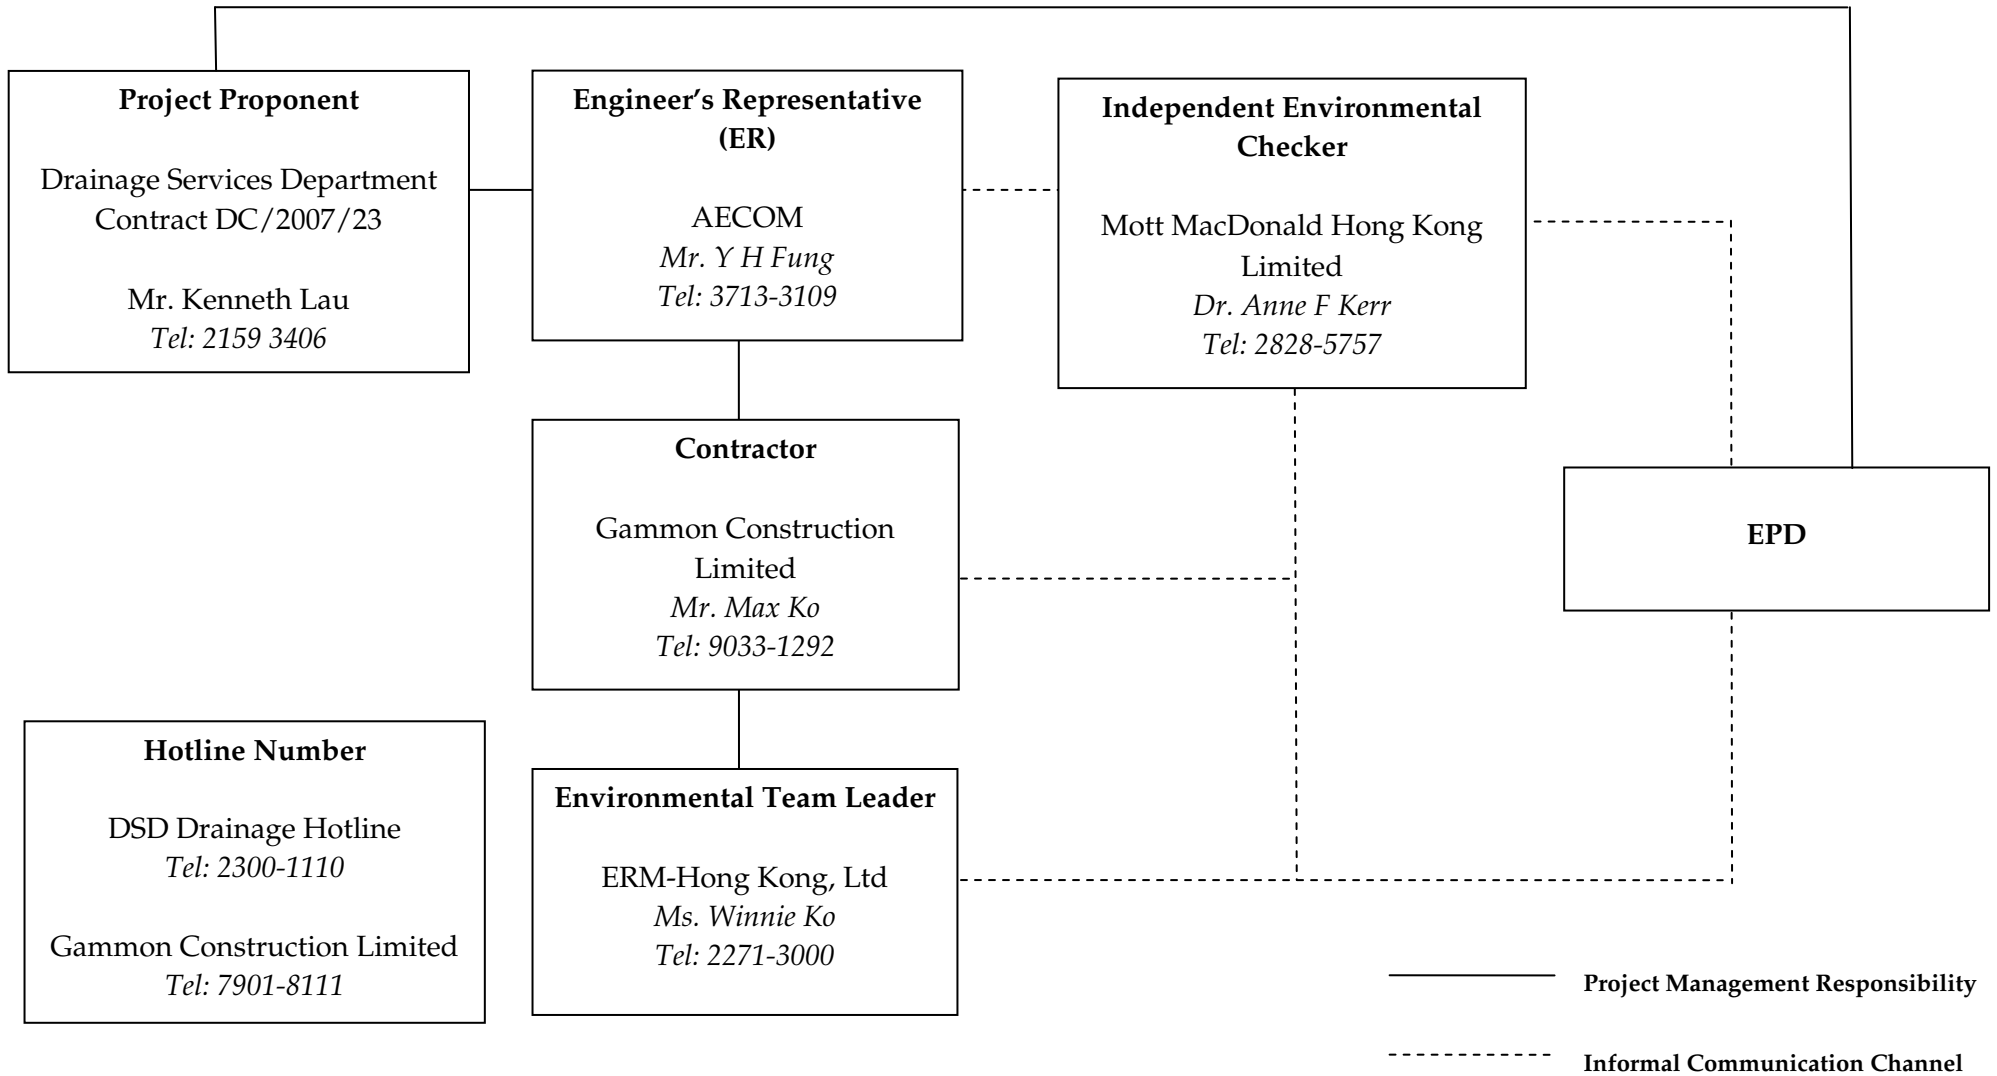 Project Proponent
Drainage Services Department
Contract DC/2007/23
Mr. Kenneth Lau
Tel: 2159 3406
Engineer’s Representative
(ER)
AECOM
Mr. Y H Fung
Tel: 3713-3109
Independent Environmental
Checker
Mott MacDonald Hong Kong
Limited
Dr. Anne F Kerr
Tel: 2828-5757
Contractor
Gammon Construction
Limited
Mr. Max Ko
Tel: 9033-1292
EPD
Hotline Number
DSD Drainage Hotline
Tel: 2300-1110
Gammon Construction Limited
Tel: 7901-8111
Environmental Team Leader
ERM-Hong Kong, Ltd
Ms. Winnie Ko
Tel: 2271-3000
Project Management Responsibility
Informal Communication Channel